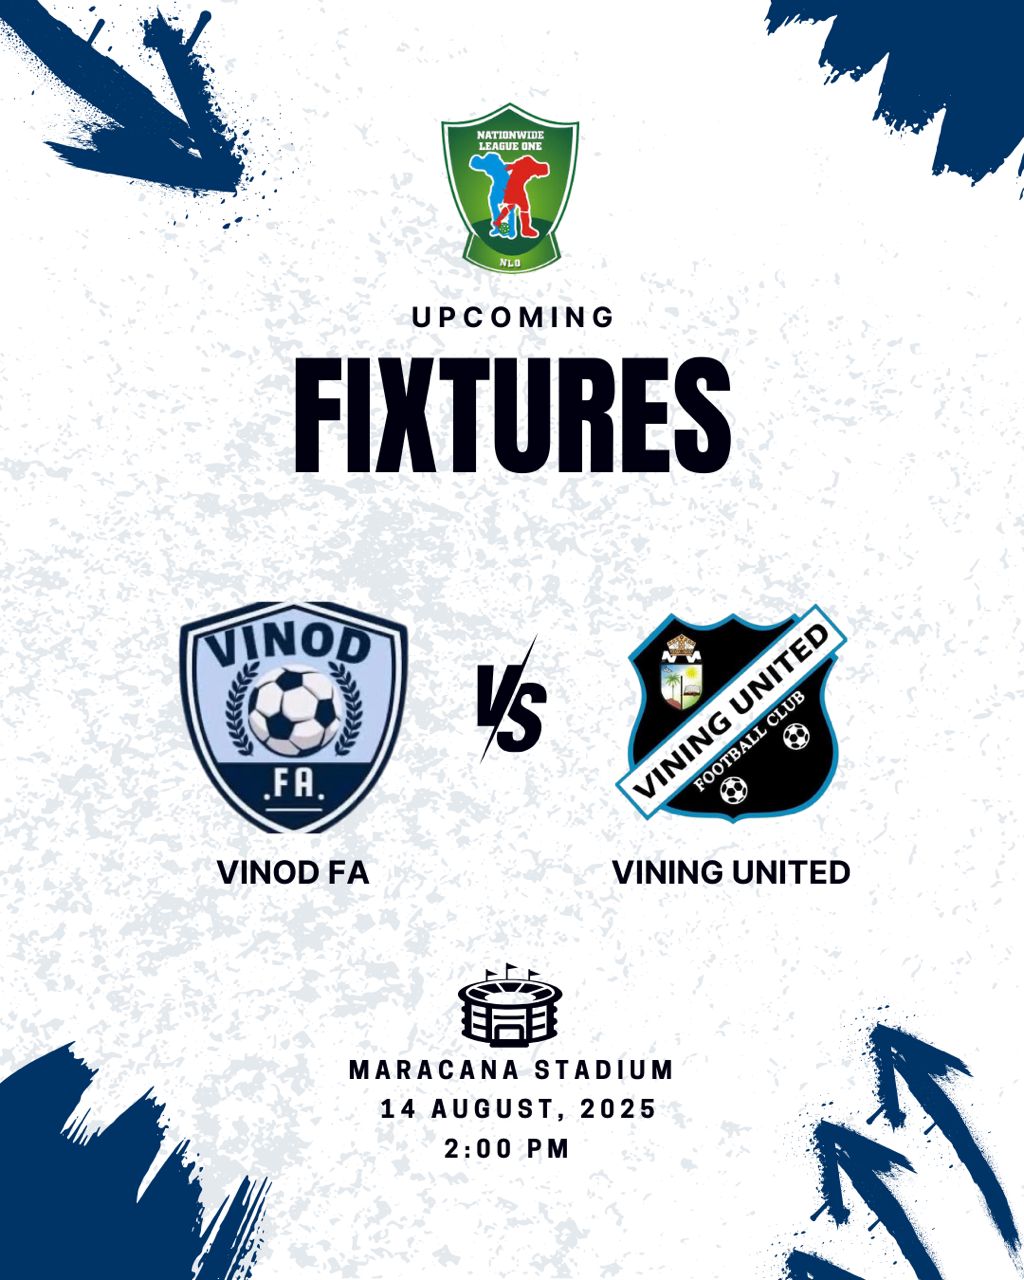 NATIONWIDE
LEAGUE ONE
NLO
UPCOMING
FIXTURES
VINOD
.FA.
VS
VINING UNITED
FOOTBALL CLUB
VINOD FA
VINING UNITED
MARACANA STADIUM
14 AUGUST, 2025
2:00 PM